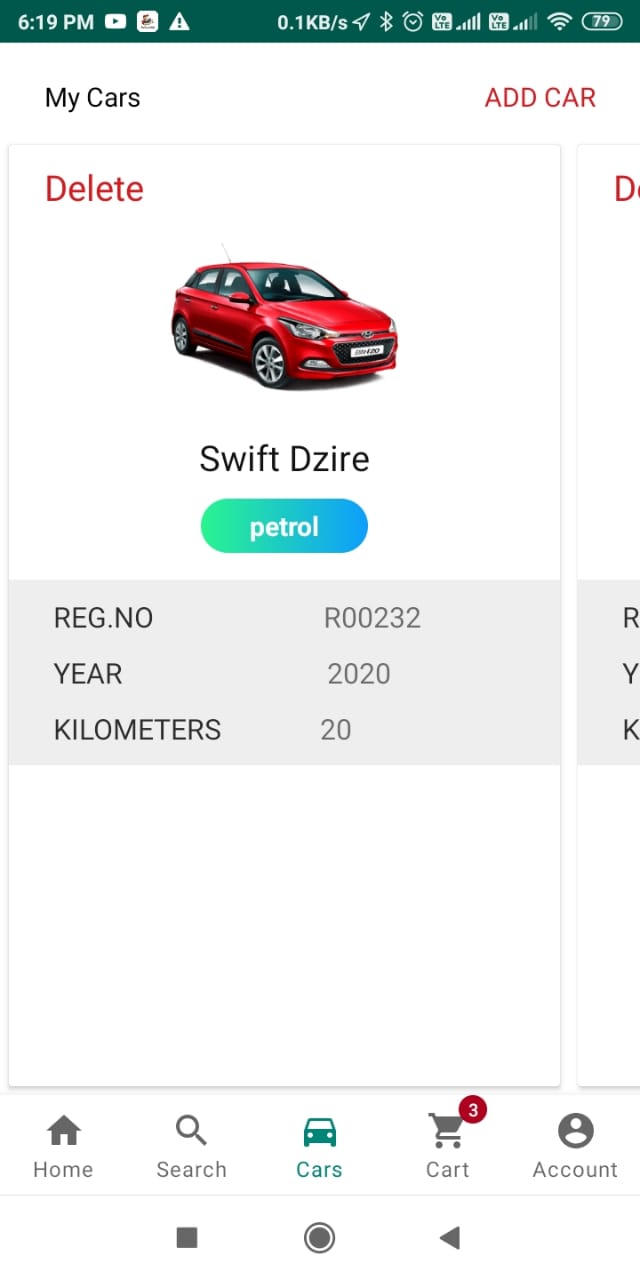 6:19 PM 0.1KB/s Vo LTE Vo LTE 79
My Cars ADD CAR
Delete
Swift Dzire
petrol
REG.NO R00232 R
YEAR 2020 Y
KILOMETERS 20 K
3
Home Search Cars Cart Account